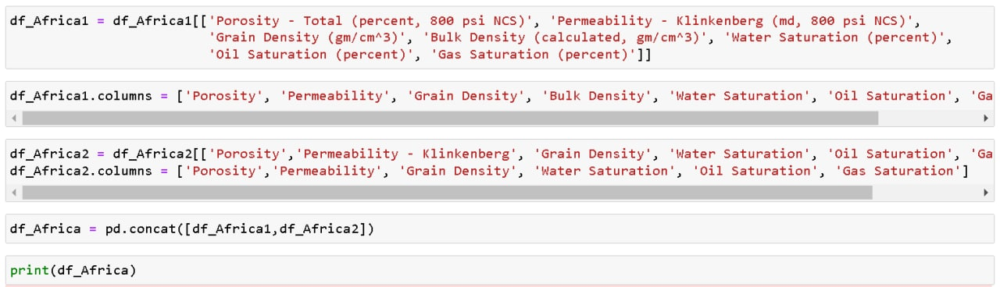 df_Africa1 = df_Africa1[['Porosity - Total (percent, 800 psi NCS)', 'Permeability - Klinkenberg (md, 800 psi NCS)',
'Grain Density (gm/cm^3)', 'Bulk Density (calculated, gm/cm^3)', 'Water Saturation (percent)',
'Oil Saturation (percent)', 'Gas Saturation (percent)']]
df_Africa1.columns = ['Porosity', 'Permeability', 'Grain Density', 'Bulk Density', 'Water Saturation', 'Oil Saturation', 'Ga
df_Africa2 = df_Africa2[['Porosity','Permeability - Klinkenberg', 'Grain Density', 'Water Saturation', 'Oil Saturation', 'Ga
df_Africa2.columns = ['Porosity','Permeability', 'Grain Density', 'Water Saturation', 'Oil Saturation', 'Gas Saturation']
df_Africa = pd.concat([df_Africa1,df_Africa2])
print(df_Africa)